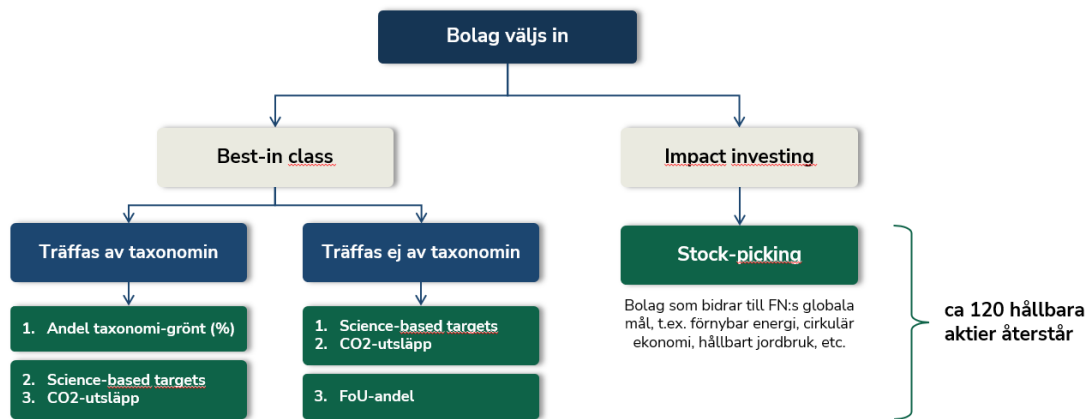 Bolag väljs in
Best-in class
Impact investing
Träffas av taxonomin
Träffas ej av taxonomin
Stock-picking
1. Andel taxonomi-grönt (%)
2. Science-based targets
3. CO2-utsläpp
1. Science-based targets
2. CO2-utsläpp
3. FoU-andel
Bolag som bidrar till FN:s globala
mål, t.ex. förnybar energi, cirkulär
ekonomi, hållbart jordbruk, etc.
ca 120 hållbara
aktier återstår